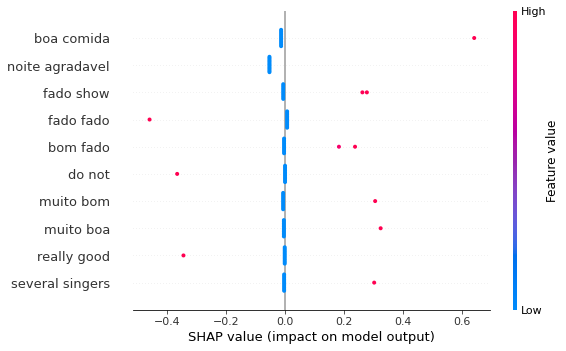 High
boa comida
noite agradavel
fado show
fado fado
bom fado
do not
muito bom
muito boa
really good
several singers
Feature value
Low
−0.4 −0.2 0.0 0.2 0.4 0.6
SHAP value (impact on model output)